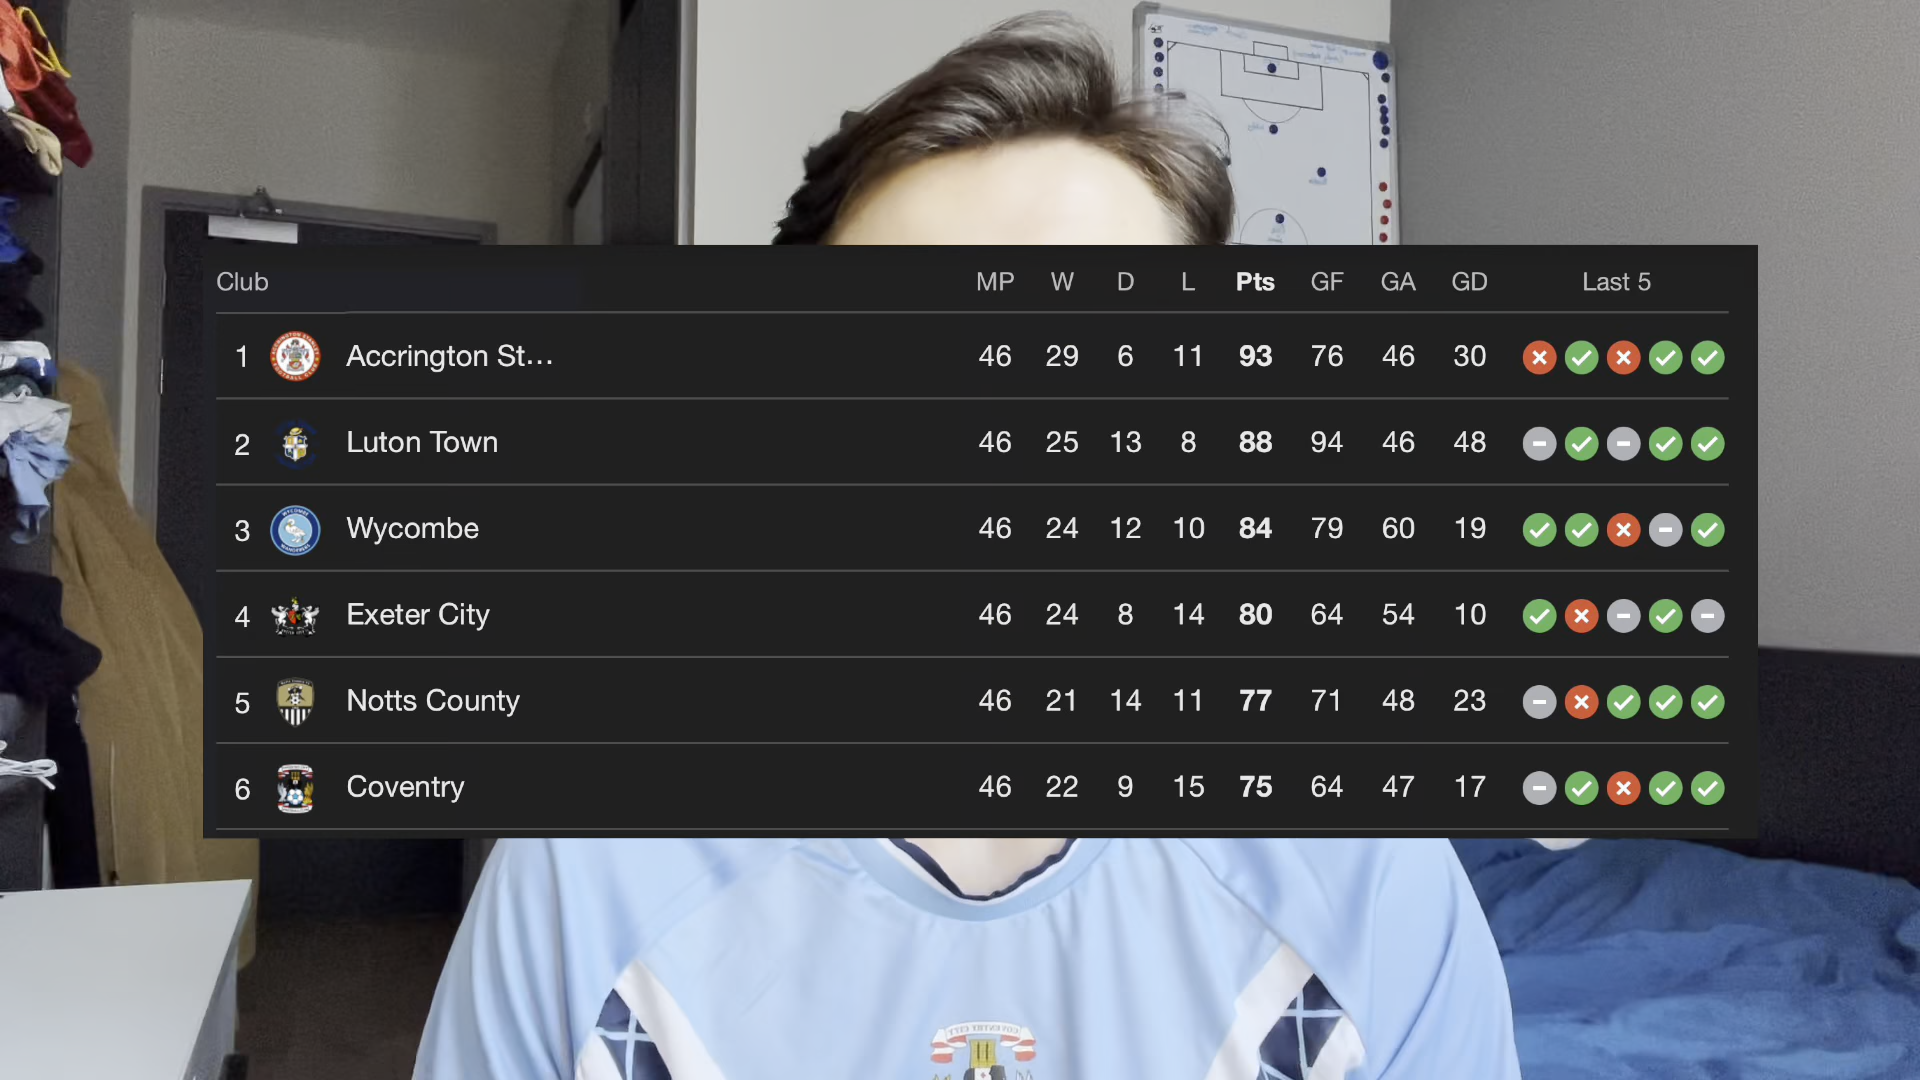 Club MP W D L Pts GF GA GD Last 5
1 Accrington St... 46 29 6 11 93 76 46 30
2 Luton Town 46 25 13 8 88 94 46 48
3 Wycombe 46 24 12 10 84 79 60 19
4 Exeter City 46 24 8 14 80 64 54 10
5 Notts County 46 21 14 11 77 71 48 23
6 Coventry 46 22 9 15 75 64 47 17
COVENTRY CITY